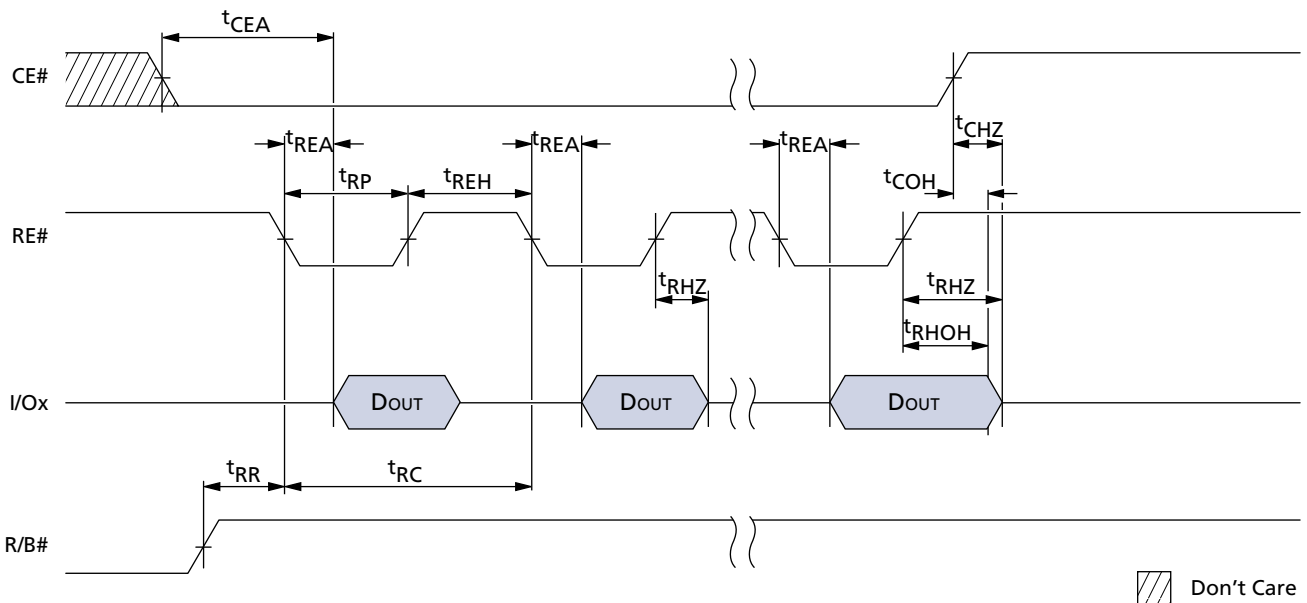 tCEA
CE#
tREA
tREA
tREA
tCHZ
tRP
tREH
tCOH
RE#
tRHZ
tRHZ
tRHOH
I/Ox
DOUT
DOUT
DOUT
tRR
tRC
R/B#
Don't Care